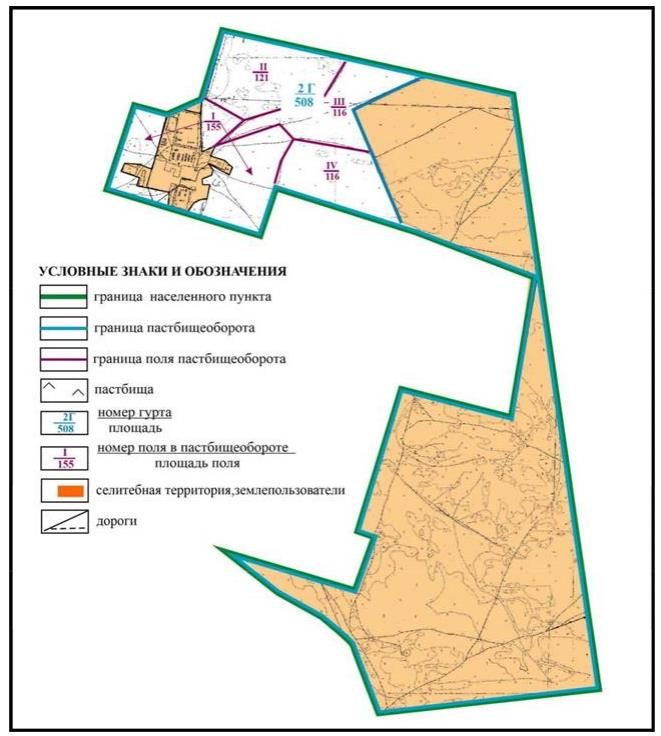 II
121
2 Г
508
III
116
I
155
IV
116
УСЛОВНЫЕ ЗНАКИ И ОБОЗНАЧЕНИЯ
граница населенного пункта
граница пастбищеоборота
граница поля пастбищеоборота
пастбища
2Г
508
номер гурта
площадь
I
155
номер поля в пастбищеобороте
площадь поля
селитебная территория,землепользователи
дороги